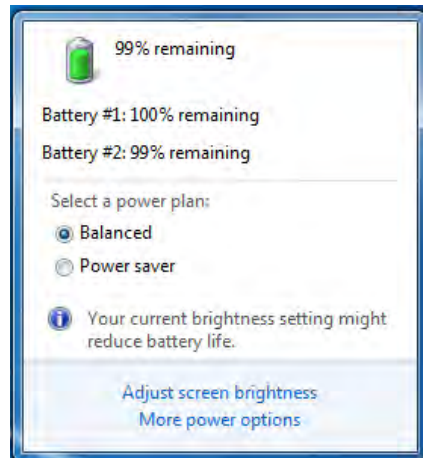 99% remaining
Battery #1: 100% remaining
Battery #2: 99% remaining
Select a power plan:
Balanced
Power saver
Your current brightness setting might
reduce battery life.
Adjust screen brightness
More power options